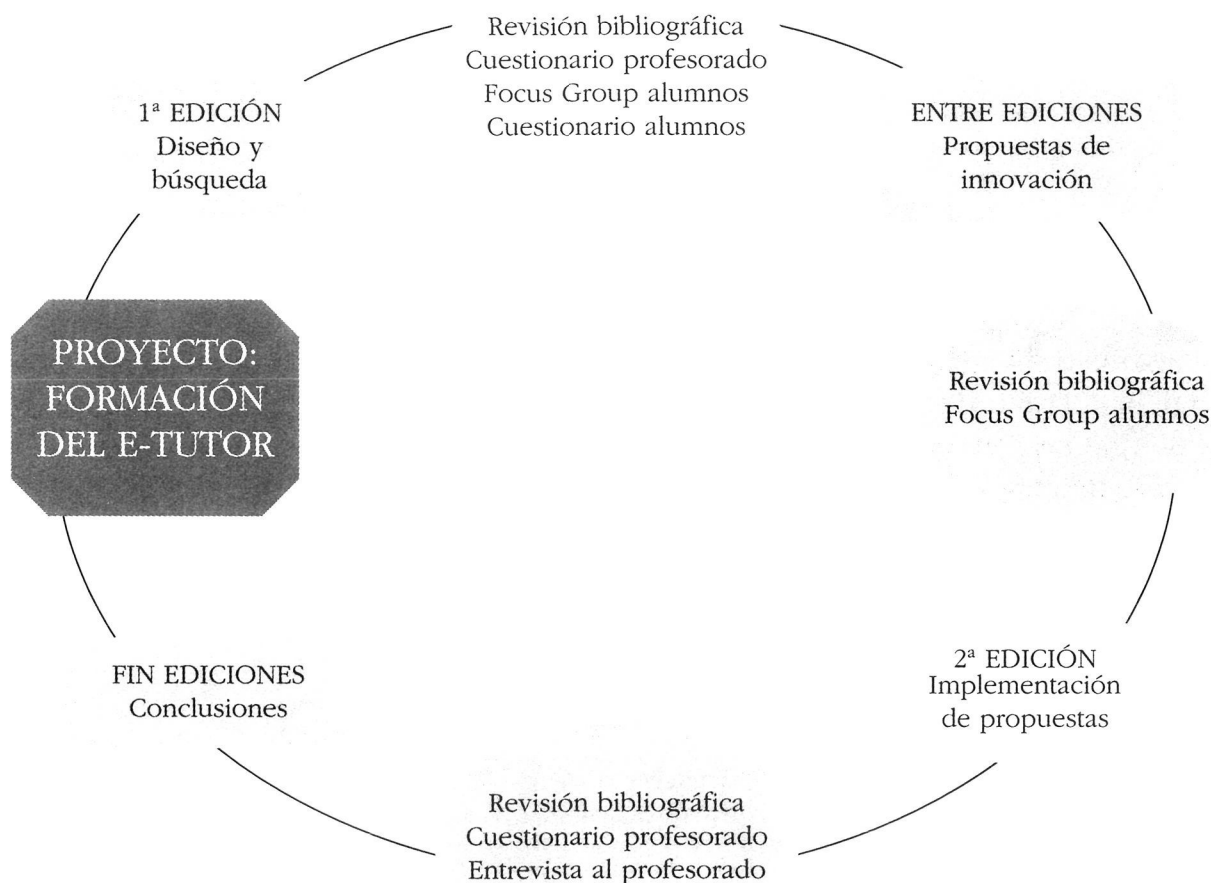 Revisión bibliográfica
Cuestionario profesorado
Focus Group alumnos
Cuestionario alumnos
1ª EDICIÓN
Diseño y
búsqueda
ENTRE EDICIONES
Propuestas de
innovación
PROYECTO:
FORMACIÓN
DEL E-TUTOR
Revisión bibliográfica
Focus Group alumnos
FIN EDICIONES
Conclusiones
2ª EDICIÓN
Implementación
de propuestas
Revisión bibliográfica
Cuestionario profesorado
Entrevista al profesorado